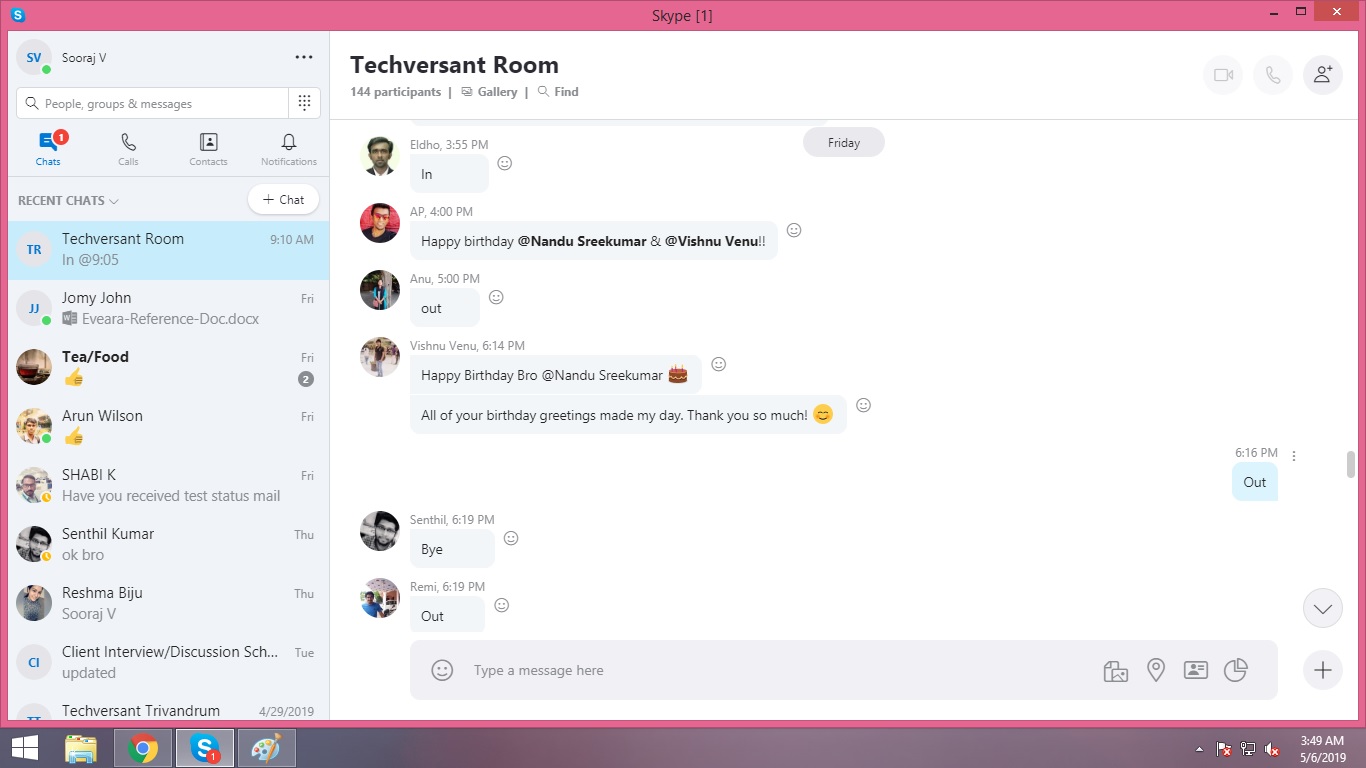 Skype [1]
SV
Sooraj V
People, groups & messages
1
Chats
Calls
Contacts
Notifications
RECENT CHATS
+ Chat
TR
Techversant Room
9:10 AM
In @9:05
JJ
Jomy John
Fri
Eveara-Reference-Doc.docx
Tea/Food
Fri
2
Arun Wilson
Fri
SHABI K
Fri
Have you received test status mail
Senthil Kumar
Thu
ok bro
Reshma Biju
Thu
Sooraj V
CI
Client Interview/Discussion Sch...
Tue
updated
TT
Techversant Trivandrum
4/29/2019
Techversant Room
144 participants | Gallery | Find
Friday
Eldho, 3:55 PM
In
AP, 4:00 PM
Happy birthday @Nandu Sreekumar & @Vishnu Venu!!
Anu, 5:00 PM
out
Vishnu Venu, 6:14 PM
Happy Birthday Bro @Nandu Sreekumar 🎂
All of your birthday greetings made my day. Thank you so much! 😊
6:16 PM
Out
Senthil, 6:19 PM
Bye
Remi, 6:19 PM
Out
Type a message here
1
3:49 AM
5/6/2019